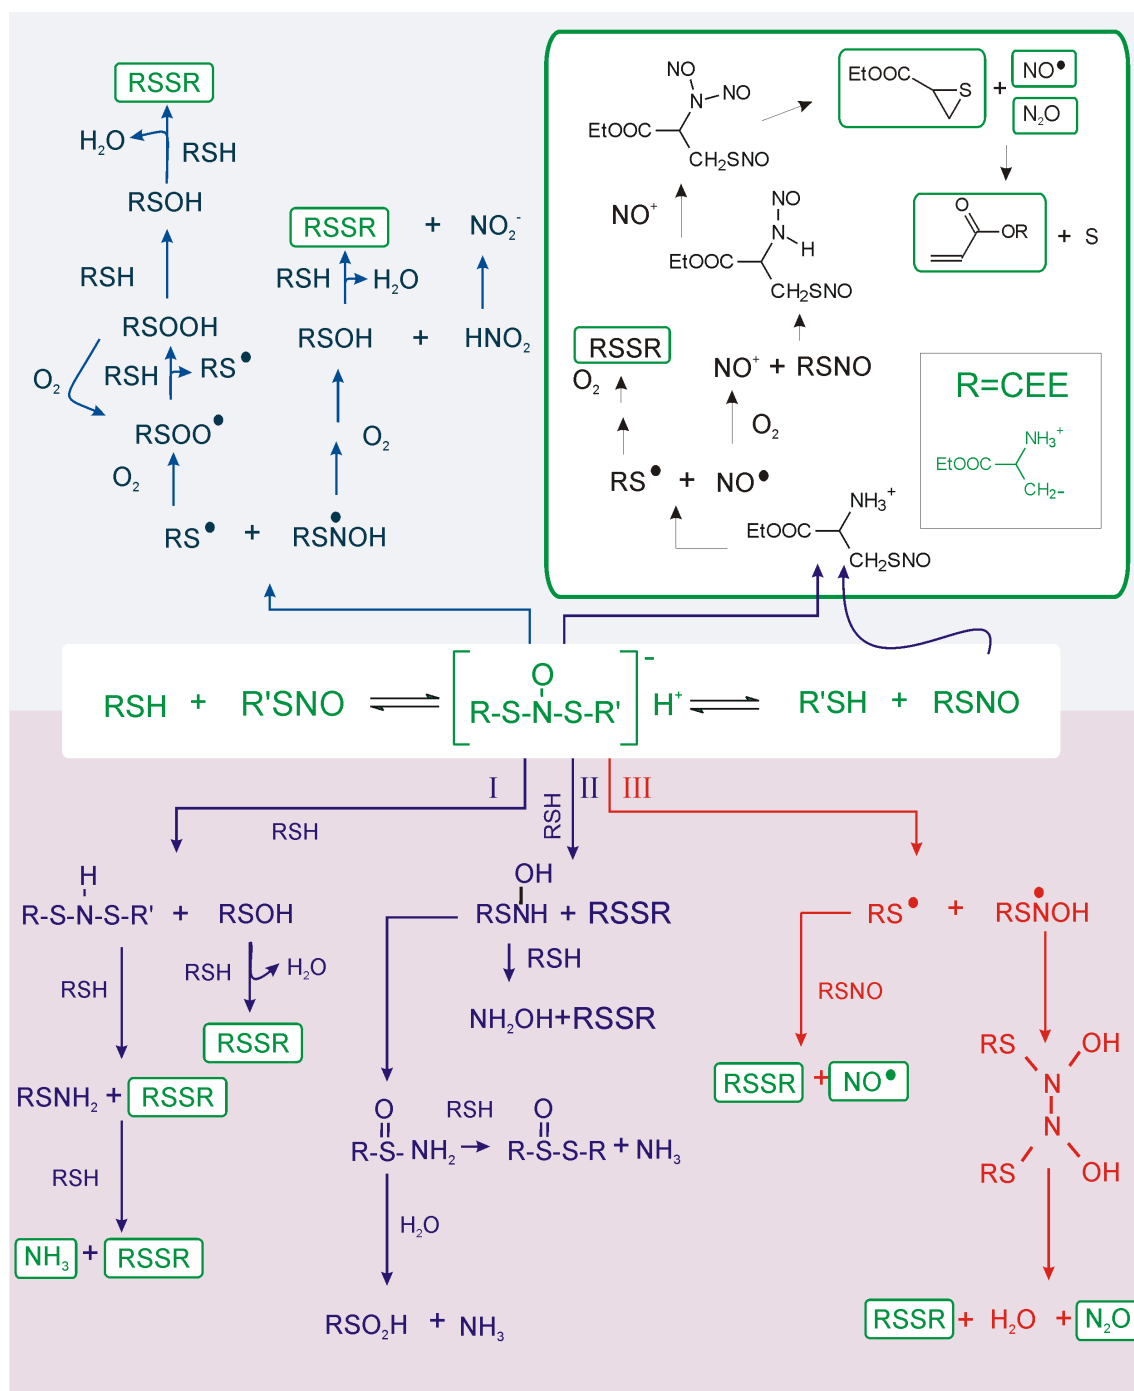 RSSR
H₂O
RSH
RSOH
RSH
RSOOH
O₂
RSH
RS•
RSOO•
O₂
RS• + RSṄOH
RSSR + NO₂⁻
RSH
H₂O
RSOH + HNO₂
O₂
NO
N–NO
EtOOC
CH₂SNO
EtOOC
S
+
NO•
N₂O
O
OR
+ S
NO⁺
NO
N
H
EtOOC
CH₂SNO
RSSR
O₂
NO⁺ + RSNO
O₂
RS• + NO•
R=CEE
NH₃⁺
EtOOC
CH₂–
NH₃⁺
EtOOC
CH₂SNO
RSH + R'SNO
O
R-S-N-S-R'
–
H⁺
R'SH + RSNO
I
II
III
RSH
RSH
H
R-S-N-S-R' + RSOH
RSH
RSH
H₂O
RSSR
RSNH₂ + RSSR
RSH
NH₃ + RSSR
OH
RSNH + RSSR
RSH
NH₂OH+RSSR
O
R-S-NH₂
RSH
O
R-S-S-R + NH₃
H₂O
RSO₂H + NH₃
RS• + RSṄOH
RSNO
RSSR + NO•
RS
OH
N
N
RS
OH
RSSR + H₂O + N₂O